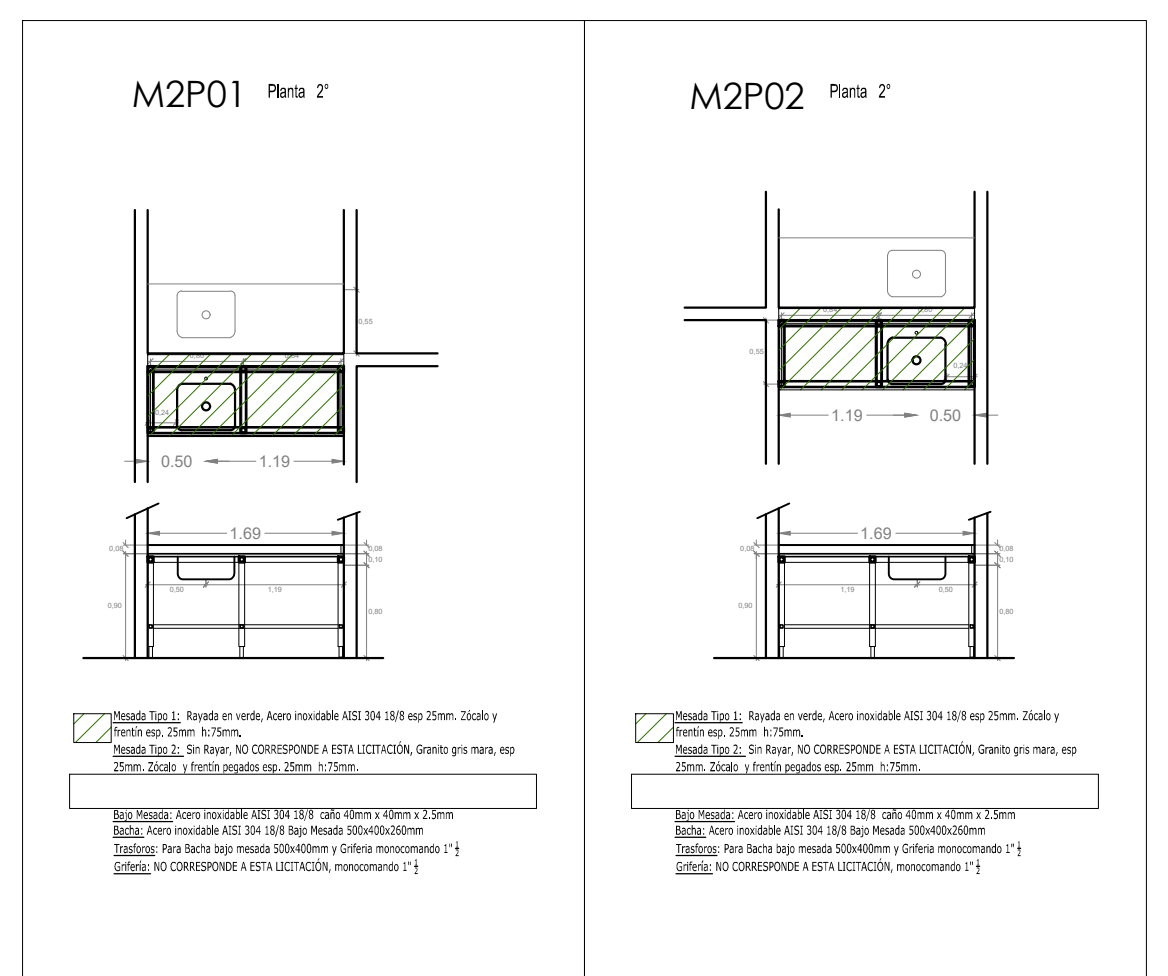 M2P01 Planta 2°
0,55
0,80 0,84
0,24
0.50 1.19
1.69
0,08 0,08
0,10
0,50 1,19
0,90 0,80
Mesada Tipo 1: Rayada en verde, Acero inoxidable AISI 304 18/8 esp 25mm. Zócalo y
frentín esp. 25mm h:75mm.
Mesada Tipo 2: Sin Rayar, NO CORRESPONDE A ESTA LICITACIÓN, Granito gris mara, esp
25mm. Zócalo y frentín pegados esp. 25mm h:75mm.
Bajo Mesada: Acero inoxidable AISI 304 18/8 caño 40mm x 40mm x 2.5mm
Bacha: Acero inoxidable AISI 304 18/8 Bajo Mesada 500x400x260mm
Trasforos: Para Bacha bajo mesada 500x400mm y Griferia monocomando 1" ½
Grifería: NO CORRESPONDE A ESTA LICITACIÓN, monocomando 1" ½
M2P02 Planta 2°
0,84 0,80
0,55
0,24
1.19 0.50
1.69
0,08 0,08
0,10
1,19 0,50
0,90 0,80
Mesada Tipo 1: Rayada en verde, Acero inoxidable AISI 304 18/8 esp 25mm. Zócalo y
frentín esp. 25mm h:75mm.
Mesada Tipo 2: Sin Rayar, NO CORRESPONDE A ESTA LICITACIÓN, Granito gris mara, esp
25mm. Zócalo y frentín pegados esp. 25mm h:75mm.
Bajo Mesada: Acero inoxidable AISI 304 18/8 caño 40mm x 40mm x 2.5mm
Bacha: Acero inoxidable AISI 304 18/8 Bajo Mesada 500x400x260mm
Trasforos: Para Bacha bajo mesada 500x400mm y Griferia monocomando 1" ½
Grifería: NO CORRESPONDE A ESTA LICITACIÓN, monocomando 1" ½